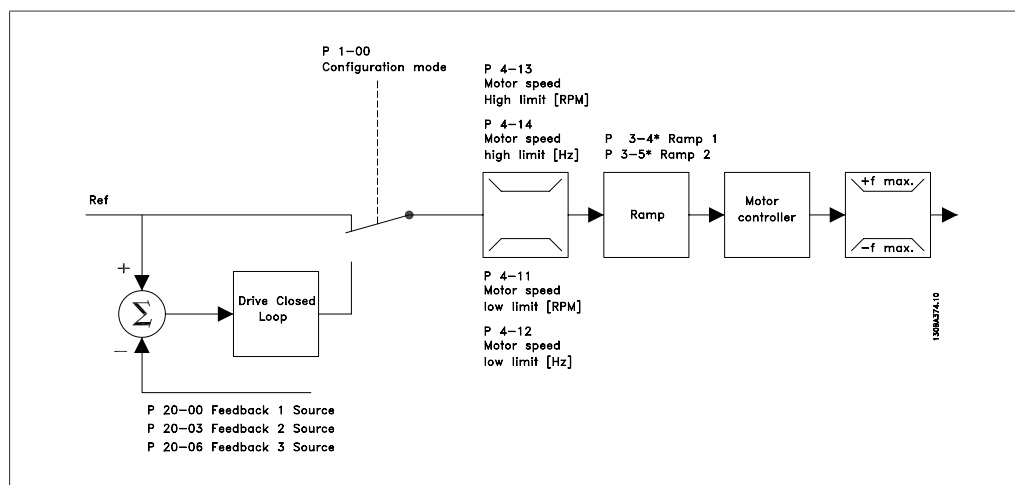 P 1-00
Configuration mode
P 4-13
Motor speed
High limit [RPM]
P 4-14
Motor speed
high limit [Hz]
P 3-4* Ramp 1
P 3-5* Ramp 2
Ref
+f max.
Ramp
Motor
controller
-f max.
+
Σ
−
Drive Closed
Loop
P 4-11
Motor speed
low limit [RPM]
P 4-12
Motor speed
low limit [Hz]
130BA374.10
P 20-00 Feedback 1 Source
P 20-03 Feedback 2 Source
P 20-06 Feedback 3 Source